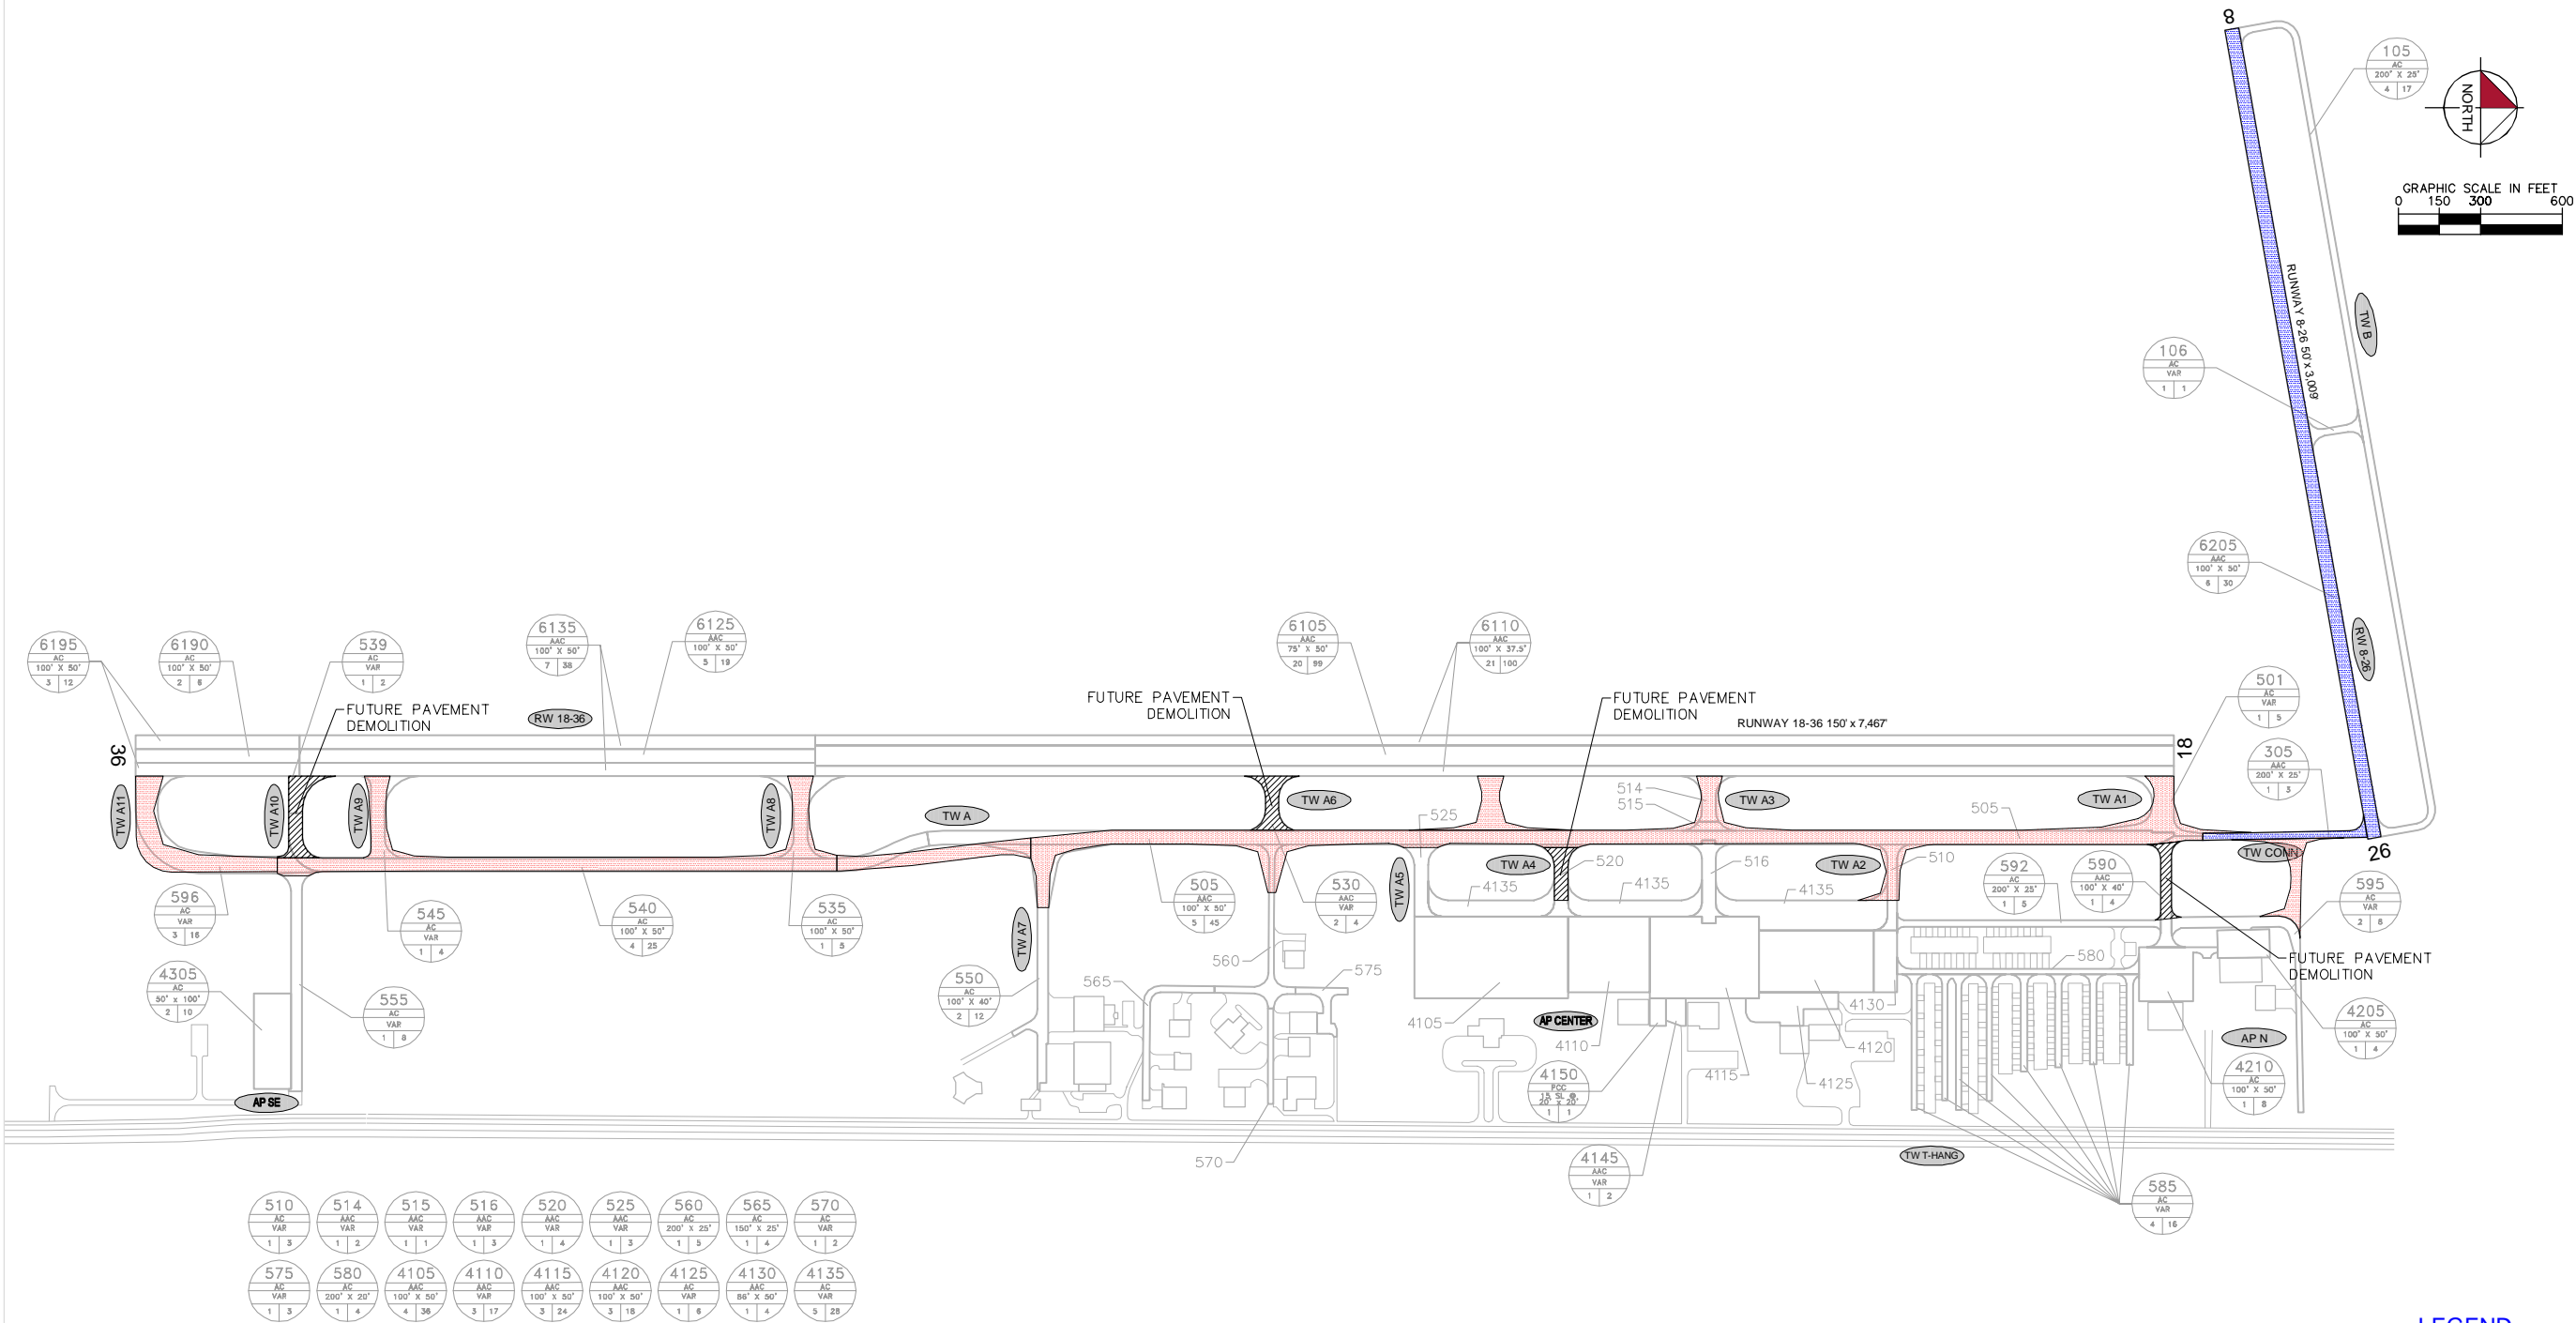 8
105
AC
200' X 25'
4 17
NORTH
GRAPHIC SCALE IN FEET
0 150 300 600
RUNWAY 8-26 50' x 3,009'
TW B
106
AC
VAR
1 1
6205
AAC
100' X 50'
6 30
RW 8-26
6195
AC
100' X 50'
3 12
6190
AC
100' X 50'
2 6
539
AC
VAR
1 2
6135
AAC
100' X 50'
7 38
6125
AAC
100' X 50'
5 19
6105
AAC
75' X 50'
20 99
6110
AAC
100' X 37.5'
21 100
501
AC
VAR
1 5
305
AAC
200' X 25'
1 3
FUTURE PAVEMENT
DEMOLITION
RW 18-36
FUTURE PAVEMENT
DEMOLITION
FUTURE PAVEMENT
DEMOLITION
RUNWAY 18-36 150' x 7,467'
36
18
TW A11
TW A10
TW A9
TW A8
TW A
TW A6
514
515
TW A3
505
TW A1
525
TW A4
520
516
TW A2
510
TW CONN
26
TW A5
4135
4135
4135
592
AC
200' X 25'
1 5
590
AAC
100' X 40'
1 4
595
AC
VAR
2 8
596
AC
VAR
3 16
545
AC
VAR
1 4
540
AC
100' X 50'
4 25
535
AC
100' X 50'
1 5
TW A7
505
AAC
100' X 50'
5 45
530
AAC
VAR
2 4
FUTURE PAVEMENT
DEMOLITION
4305
AC
50' x 100'
2 10
555
AC
VAR
1 8
550
AC
100' X 40'
2 12
560
565
575
580
4105
AP CENTER
4110
4130
4120
4115
4125
4205
AC
100' X 50'
1 4
AP N
4210
AC
100' X 50'
1 8
4150
PCC
15 SL @
20' X 20'
1 1
AP SE
570
4145
AAC
VAR
1 2
TW T-HANG
585
AC
VAR
4 16
510
AC
VAR
1 3
514
AAC
VAR
1 2
515
AAC
VAR
1 1
516
AAC
VAR
1 3
520
AAC
VAR
1 4
525
AAC
VAR
1 3
560
AC
200' X 25'
1 5
565
AC
150' X 25'
1 4
570
AC
VAR
1 2
575
AC
VAR
1 3
580
AC
200' X 20'
1 4
4105
AAC
100' X 50'
4 36
4110
AAC
VAR
3 17
4115
AAC
100' X 50'
3 24
4120
AAC
100' X 50'
3 18
4125
AC
VAR
1 6
4130
AAC
86' X 50'
1 4
4135
AC
VAR
5 28
LEGEND